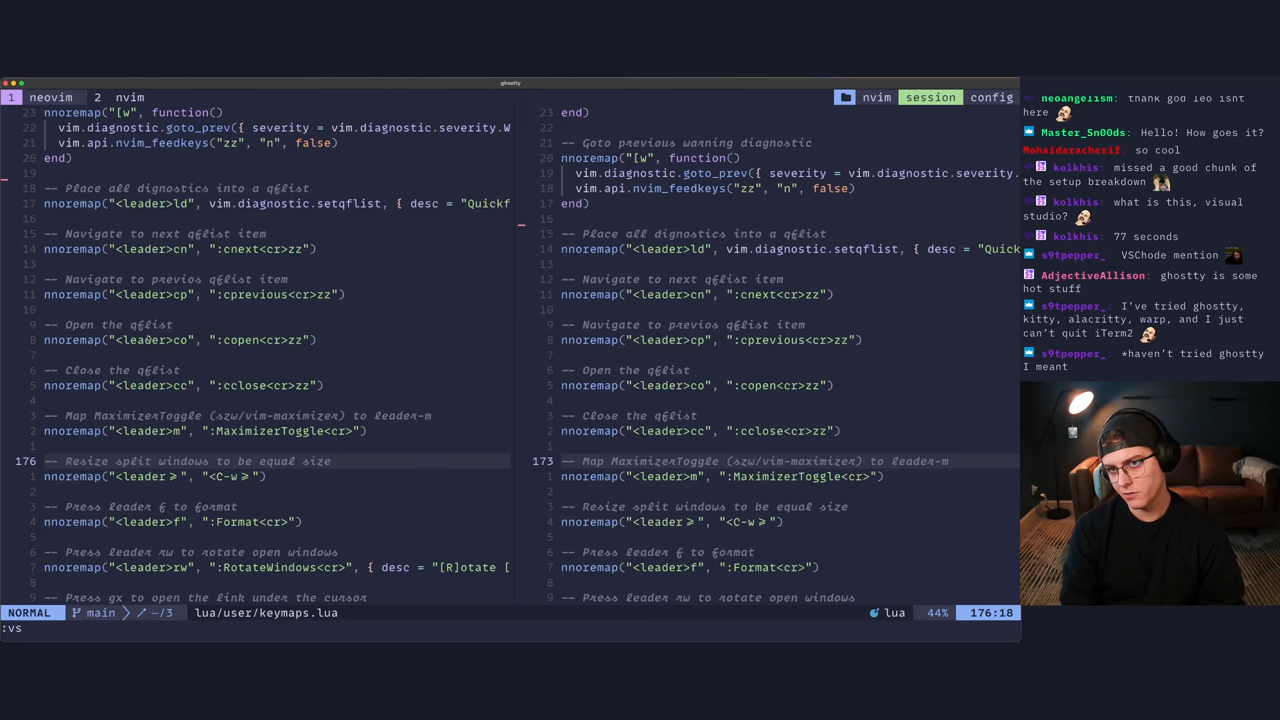 ghostty
1 neovim 2 nvim
nvim session config
23 nnoremap("[w", function()
22 vim.diagnostic.goto_prev({ severity = vim.diagnostic.severity.W
21 vim.api.nvim_feedkeys("zz", "n", false)
20 end)
19
18 -- Place all dignostics into a qflist
17 nnoremap("<leader>ld", vim.diagnostic.setqflist, { desc = "Quickf
16
15 -- Navigate to next qflist item
14 nnoremap("<leader>cn", ":cnext<cr>zz")
13
12 -- Navigate to previos qflist item
11 nnoremap("<leader>cp", ":cprevious<cr>zz")
10
9 -- Open the qflist
8 nnoremap("<leader>co", ":copen<cr>zz")
7
6 -- Close the qflist
5 nnoremap("<leader>cc", ":cclose<cr>zz")
4
3 -- Map MaximizerToggle (szw/vim-maximizer) to leader-m
2 nnoremap("<leader>m", ":MaximizerToggle<cr>")
1
176 -- Resize split windows to be equal size
1 nnoremap("<leader>=", "<C-w>=")
2
3 -- Press leader f to format
4 nnoremap("<leader>f", ":Format<cr>")
5
6 -- Press leader rw to rotate open windows
7 nnoremap("<leader>rw", ":RotateWindows<cr>", { desc = "[R]otate [
8
9 -- Press gx to open the link under the cursor
23 end)
22
21 -- Goto previous warning diagnostic
20 nnoremap("[w", function()
19 vim.diagnostic.goto_prev({ severity = vim.diagnostic.severity.
18 vim.api.nvim_feedkeys("zz", "n", false)
17 end)
16
15 -- Place all dignostics into a qflist
14 nnoremap("<leader>ld", vim.diagnostic.setqflist, { desc = "Quick
13
12 -- Navigate to next qflist item
11 nnoremap("<leader>cn", ":cnext<cr>zz")
10
9 -- Navigate to previos qflist item
8 nnoremap("<leader>cp", ":cprevious<cr>zz")
7
6 -- Open the qflist
5 nnoremap("<leader>co", ":copen<cr>zz")
4
3 -- Close the qflist
2 nnoremap("<leader>cc", ":cclose<cr>zz")
1
173 -- Map MaximizerToggle (szw/vim-maximizer) to leader-m
1 nnoremap("<leader>m", ":MaximizerToggle<cr>")
2
3 -- Resize split windows to be equal size
4 nnoremap("<leader>=", "<C-w>=")
5
6 -- Press leader f to format
7 nnoremap("<leader>f", ":Format<cr>")
8
9 -- Press leader rw to rotate open windows
NORMAL main ~/3 lua/user/keymaps.lua lua 44% 176:18
:vs
neoangelism: thank god leo isnt
here
Master_Sn00ds: Hello! How goes it?
Mohaidaracherif: so cool
kolkhis: missed a good chunk of
the setup breakdown
kolkhis: what is this, visual
studio?
kolkhis: 77 seconds
s9tpepper_: VSChode mention
AdjectiveAllison: ghostty is some
hot stuff
s9tpepper_: I’ve tried ghostty,
kitty, alacritty, warp, and I just
can’t quit iTerm2
s9tpepper_: *haven’t tried ghostty
I meant